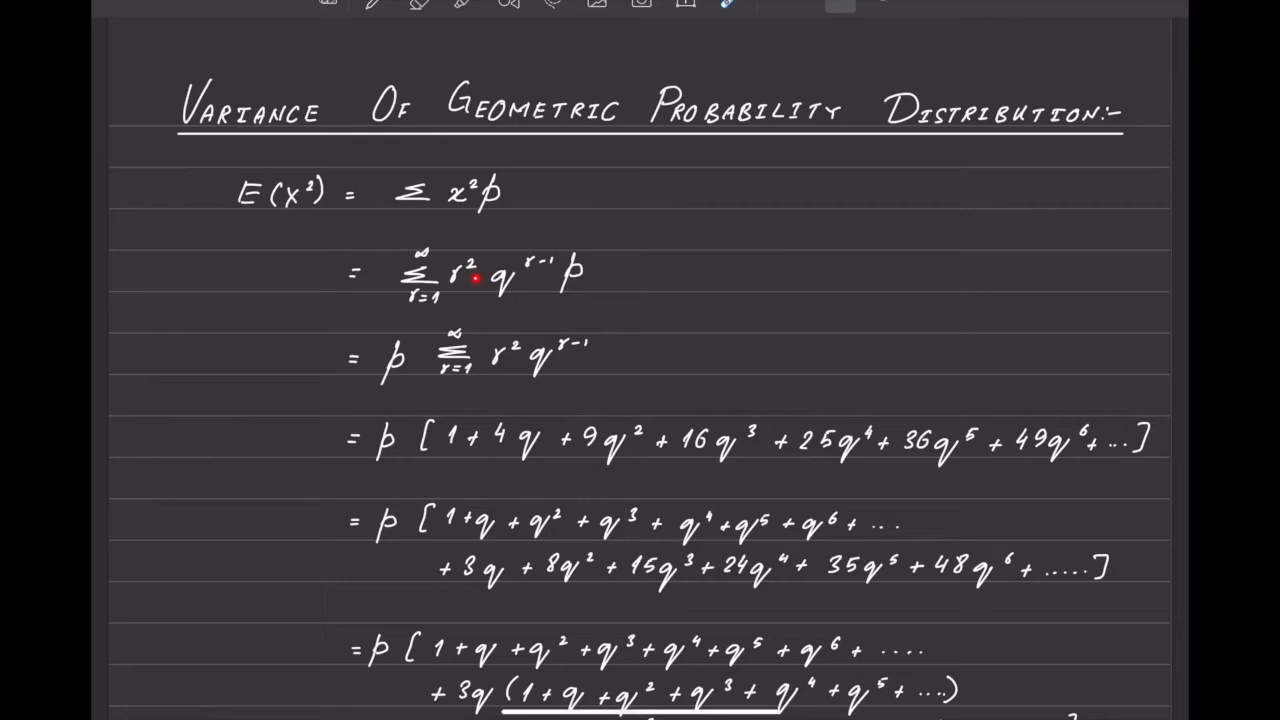 VARIANCE OF GEOMETRIC PROBABILITY DISTRIBUTION:-
E(X²) = Σ x²p
= Σ_{r=1}^{∞} r² q^{r-1} p
= p Σ_{r=1}^{∞} r² q^{r-1}
= p [1 + 4q + 9q² + 16q³ + 25q⁴ + 36q⁵ + 49q⁶ + ...]
= p [1+q + q² + q³ + q⁴ + q⁵ + q⁶ + ...
+ 3q + 8q² + 15q³ + 24q⁴ + 35q⁵ + 48q⁶ + .....]
= p [1 + q + q² + q³ + q⁴ + q⁵ + q⁶ + ....
+ 3q (1 + q + q² + q³ + q⁴ + q⁵ + ...)